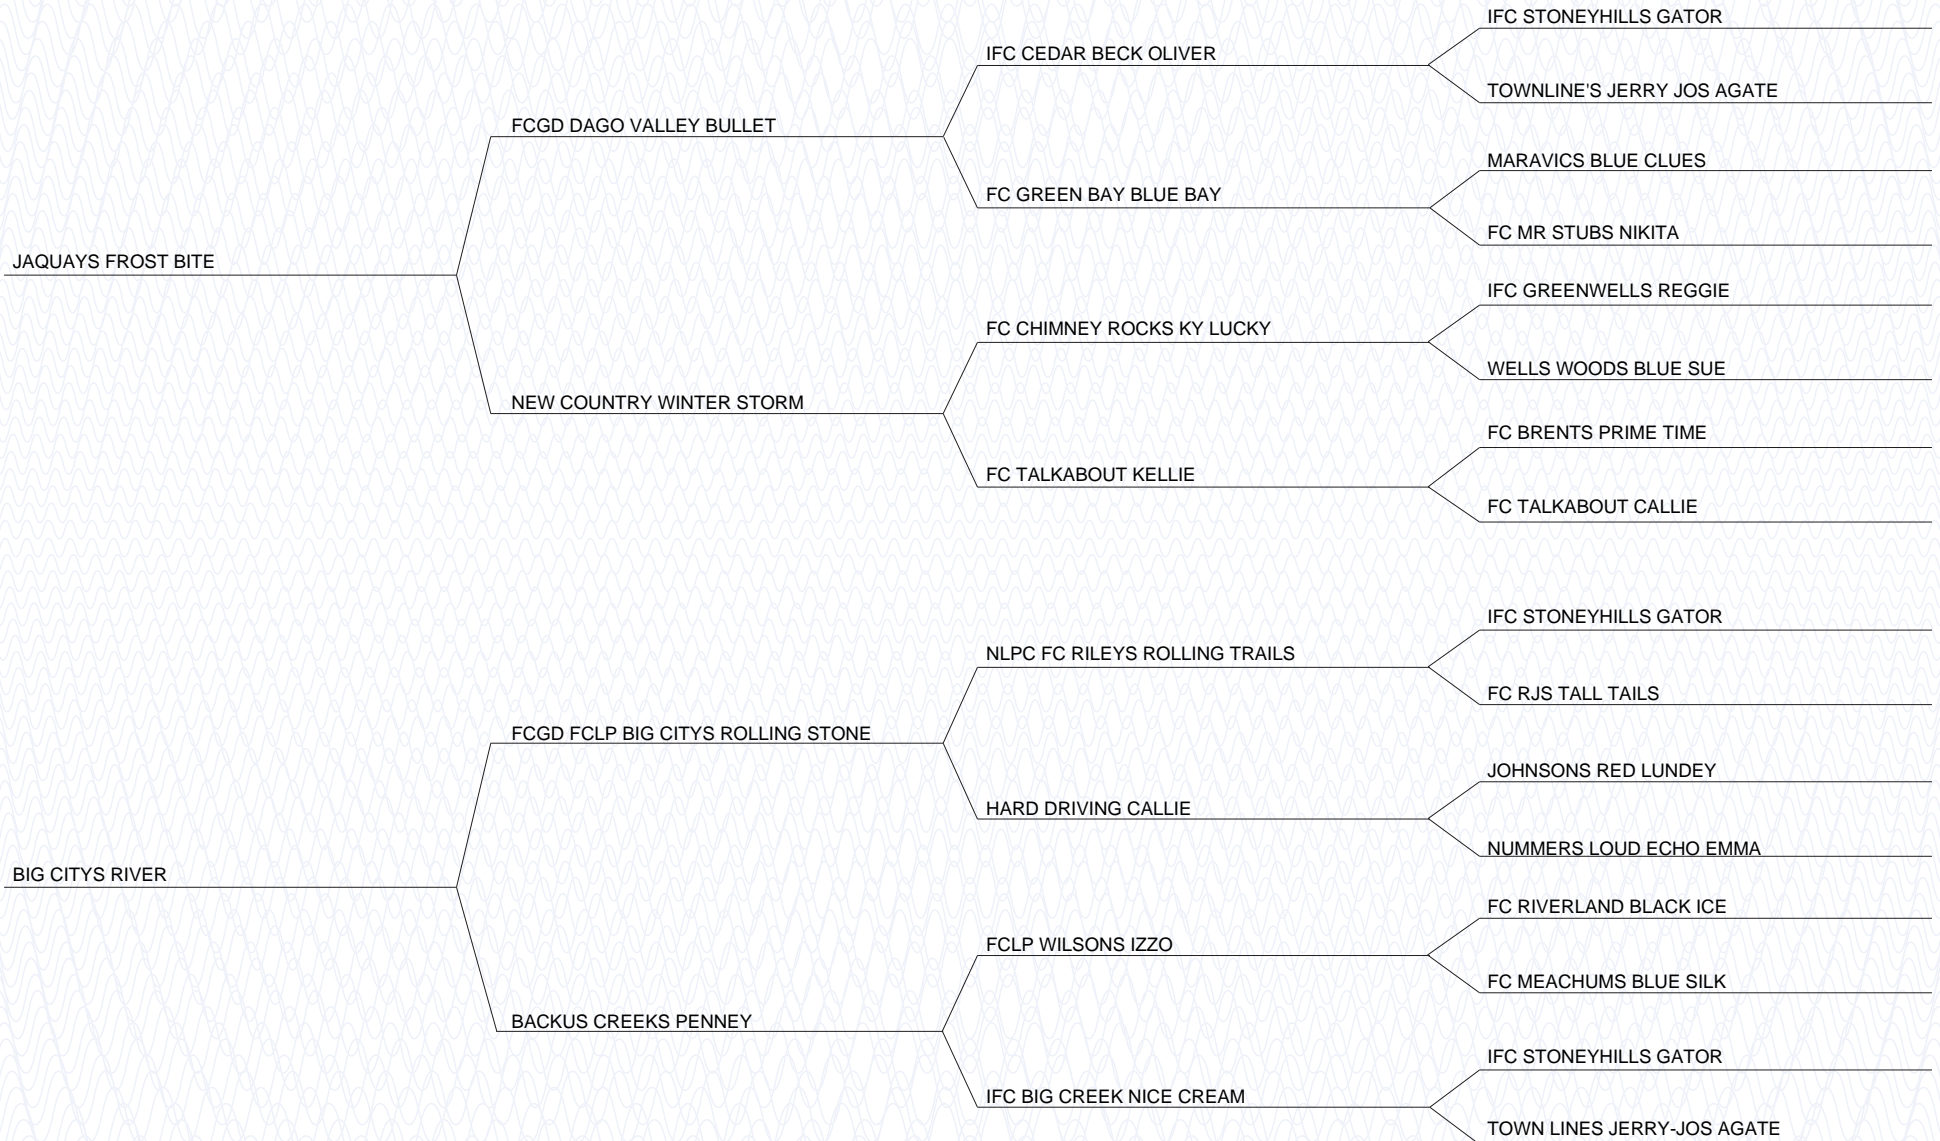 IFC STONEYHILLS GATOR
IFC CEDAR BECK OLIVER
TOWNLINE'S JERRY JOS AGATE
FCGD DAGO VALLEY BULLET
MARAVICS BLUE CLUES
FC GREEN BAY BLUE BAY
FC MR STUBS NIKITA
JAQUAYS FROST BITE
IFC GREENWELLS REGGIE
FC CHIMNEY ROCKS KY LUCKY
WELLS WOODS BLUE SUE
NEW COUNTRY WINTER STORM
FC BRENTS PRIME TIME
FC TALKABOUT KELLIE
FC TALKABOUT CALLIE
IFC STONEYHILLS GATOR
NLPC FC RILEYS ROLLING TRAILS
FC RJS TALL TAILS
FCGD FCLP BIG CITYS ROLLING STONE
JOHNSONS RED LUNDEY
HARD DRIVING CALLIE
NUMMERS LOUD ECHO EMMA
BIG CITYS RIVER
FC RIVERLAND BLACK ICE
FCLP WILSONS IZZO
FC MEACHUMS BLUE SILK
BACKUS CREEKS PENNEY
IFC STONEYHILLS GATOR
IFC BIG CREEK NICE CREAM
TOWN LINES JERRY-JOS AGATE